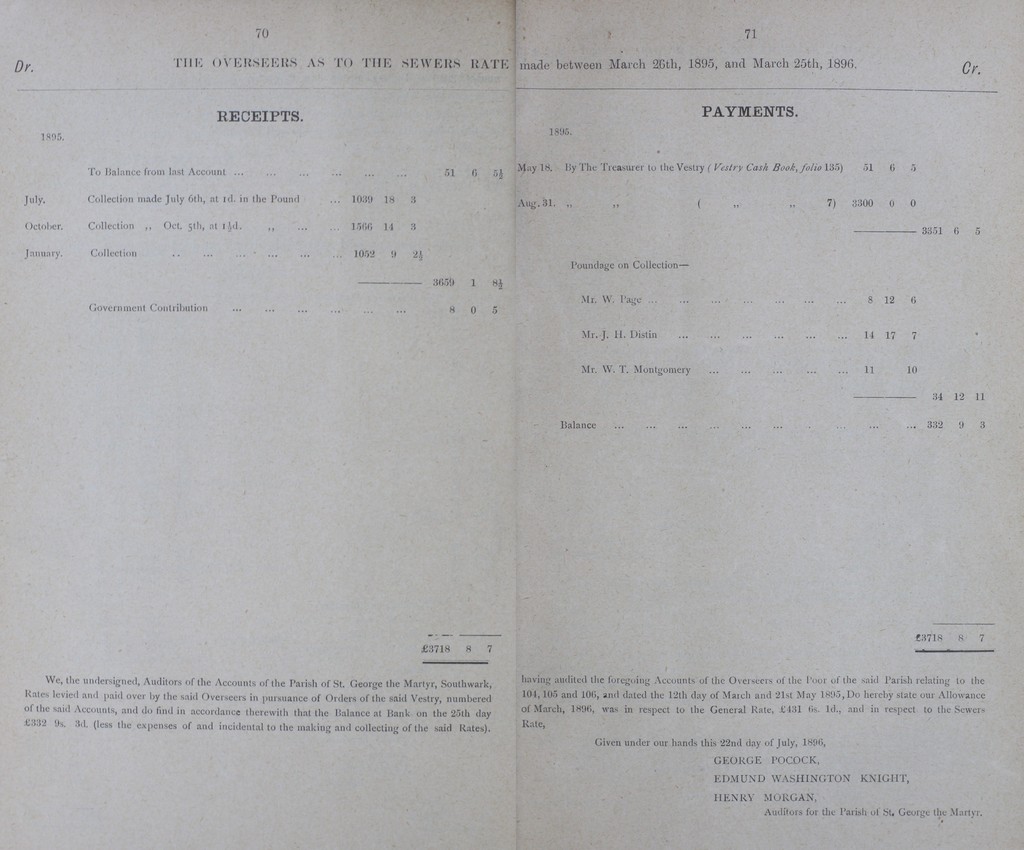 70
Dr. THE OVERSEERS AS TO THE SEWERS RATE
RECEIPTS.
1895.
To Balance from last Account ... ... ... ... ... ... 51 6 5½
July. Collection made July 6th, at 1d. in the Pound ... 1039 18 3
October. Collection ,, Oct. 5th, at 1½d. ,, ... ... 1566 14 3
January. Collection ... ... ... ... ... ... 1052 9 2½
3659 1 8½
Government Contribution ... ... ... ... ... ... 8 0 5
£3718 8 7
We, the undersigned, Auditors of the Accounts of the Parish of St. George the Martyr, Southwark,
Rates levied and paid over by the said Overseers in pursuance of Orders of the said Vestry, numbered
of the said Accounts, and do find in accordance therewith that the Balance at Bank on the 25th day
£332 9s. 3d. (less the expenses of and incidental to the making and collecting of the said Rates).
71
made between March 26th, 1895, and March 25th, 1896. Cr.
PAYMENTS.
1895.
May 18. By The Treasurer to the Vestry (Vestry Cash Book, folio 135) 51 6 5
Aug. 31. ,, ,, ( ,, ,, 7) 3300 0 0
3351 6 5
Poundage on Collection—
Mr. W. Page ... ... ... ... ... ... ... 8 12 6
Mr. J. H. Distin ... ... ... ... ... ... 14 17 7
Mr. W. T. Montgomery ... ... ... ... ... 11 10
34 12 11
Balance ... ... ... ... ... ... ... ... ... ... 332 9 3
£3718 8 7
having audited the foregoing Accounts of the Overseers of the Poor of the said Parish relating to the
104, 105 and 106, and dated the 12th day of March and 21st May 1895, Do hereby state our Allowance
of March, 1896, was in respect to the General Rate, £431 6s. 1d., and in respect to the Sewers
Rate,
Given under our hands this 22nd day of July, 1896,
GEORGE POCOCK,
EDMUND WASHINGTON KNIGHT,
HENRY MORGAN,
Auditors for the Parish of St. George the Martyr.